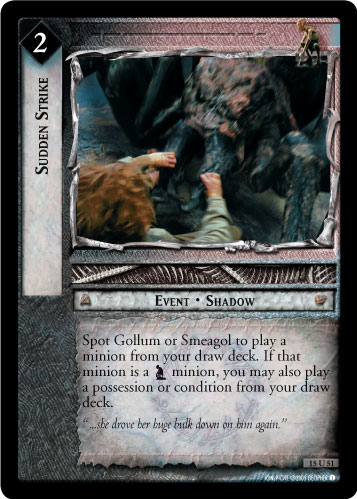 2
SUDDEN STRIKE
EVENT • SHADOW
Spot Gollum or Smeagol to play a
minion from your draw deck. If that
minion is a minion, you may also play
a possession or condition from your draw
deck.
“...she drove her huge bulk down on him again.”
15 U 51